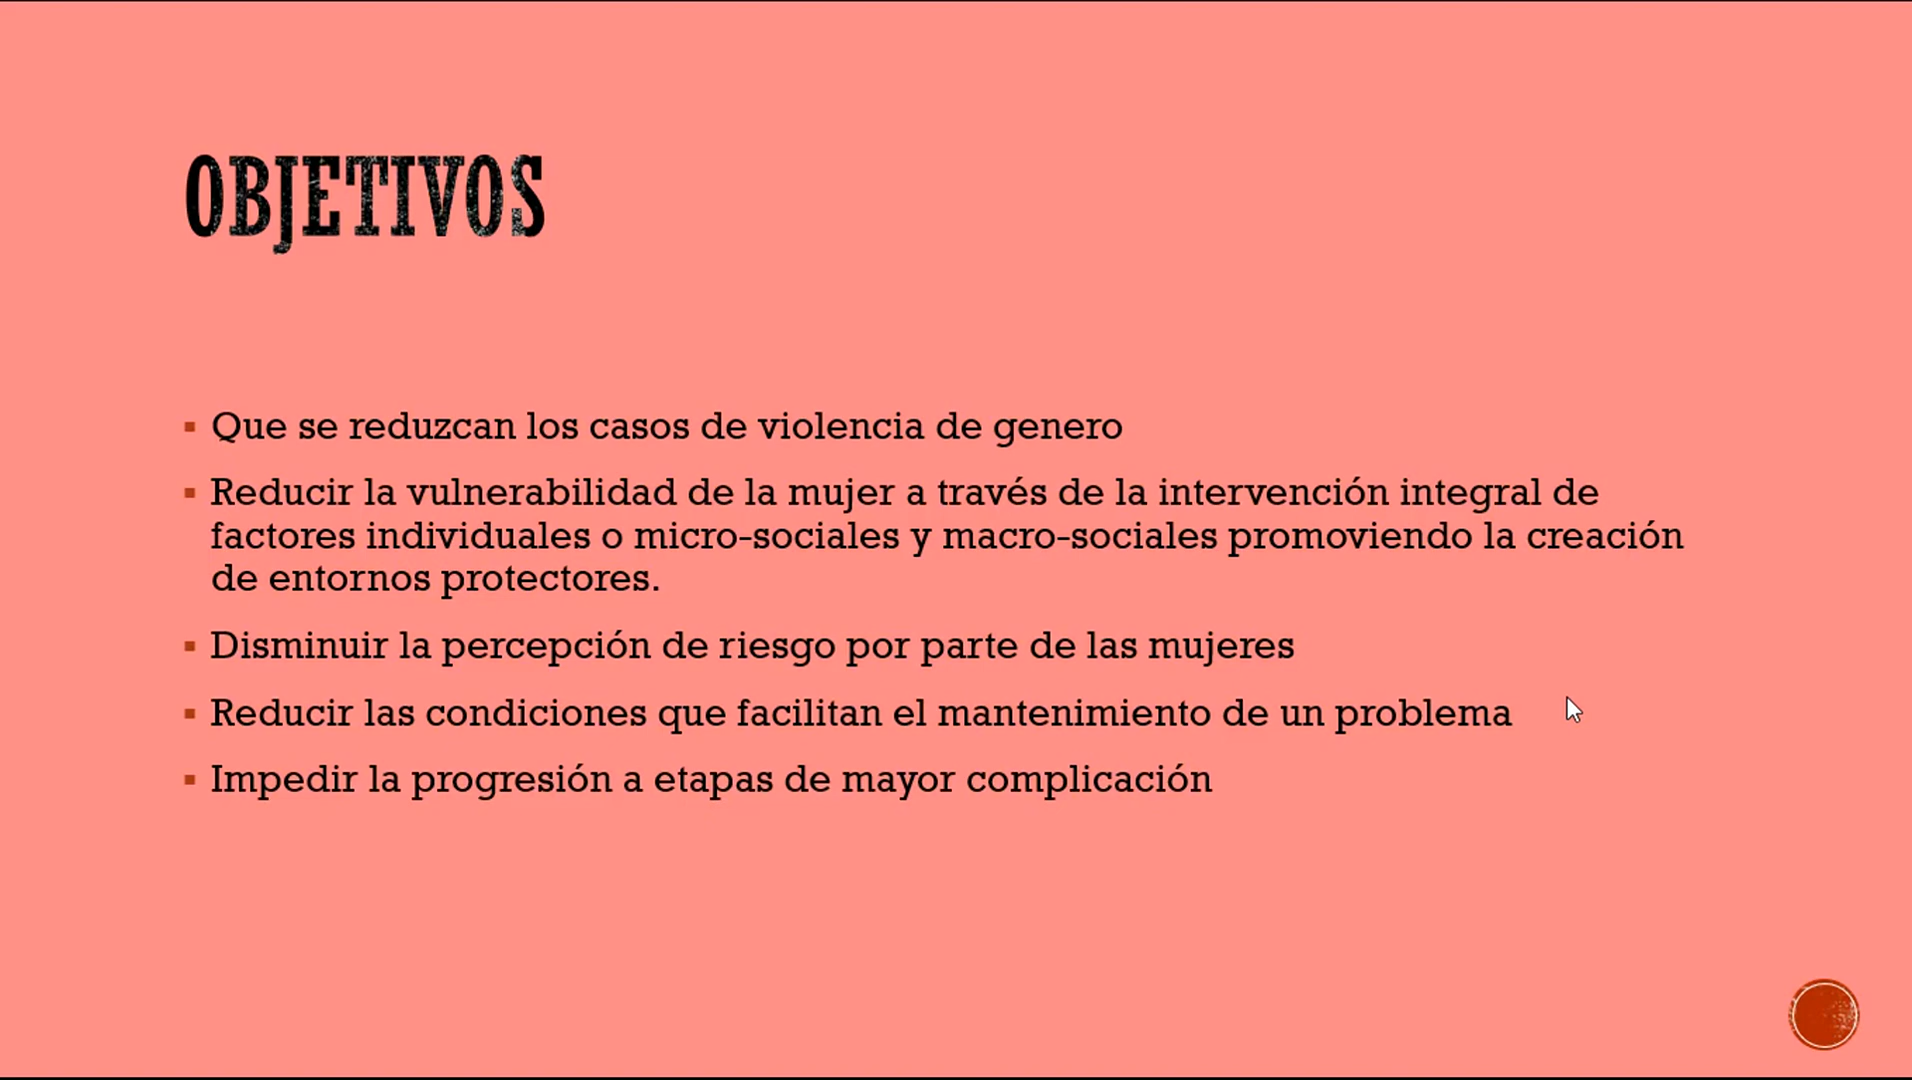 OBJETIVOS
▪ Que se reduzcan los casos de violencia de genero
▪ Reducir la vulnerabilidad de la mujer a través de la intervención integral de
factores individuales o micro-sociales y macro-sociales promoviendo la creación
de entornos protectores.
▪ Disminuir la percepción de riesgo por parte de las mujeres
▪ Reducir las condiciones que facilitan el mantenimiento de un problema
▪ Impedir la progresión a etapas de mayor complicación